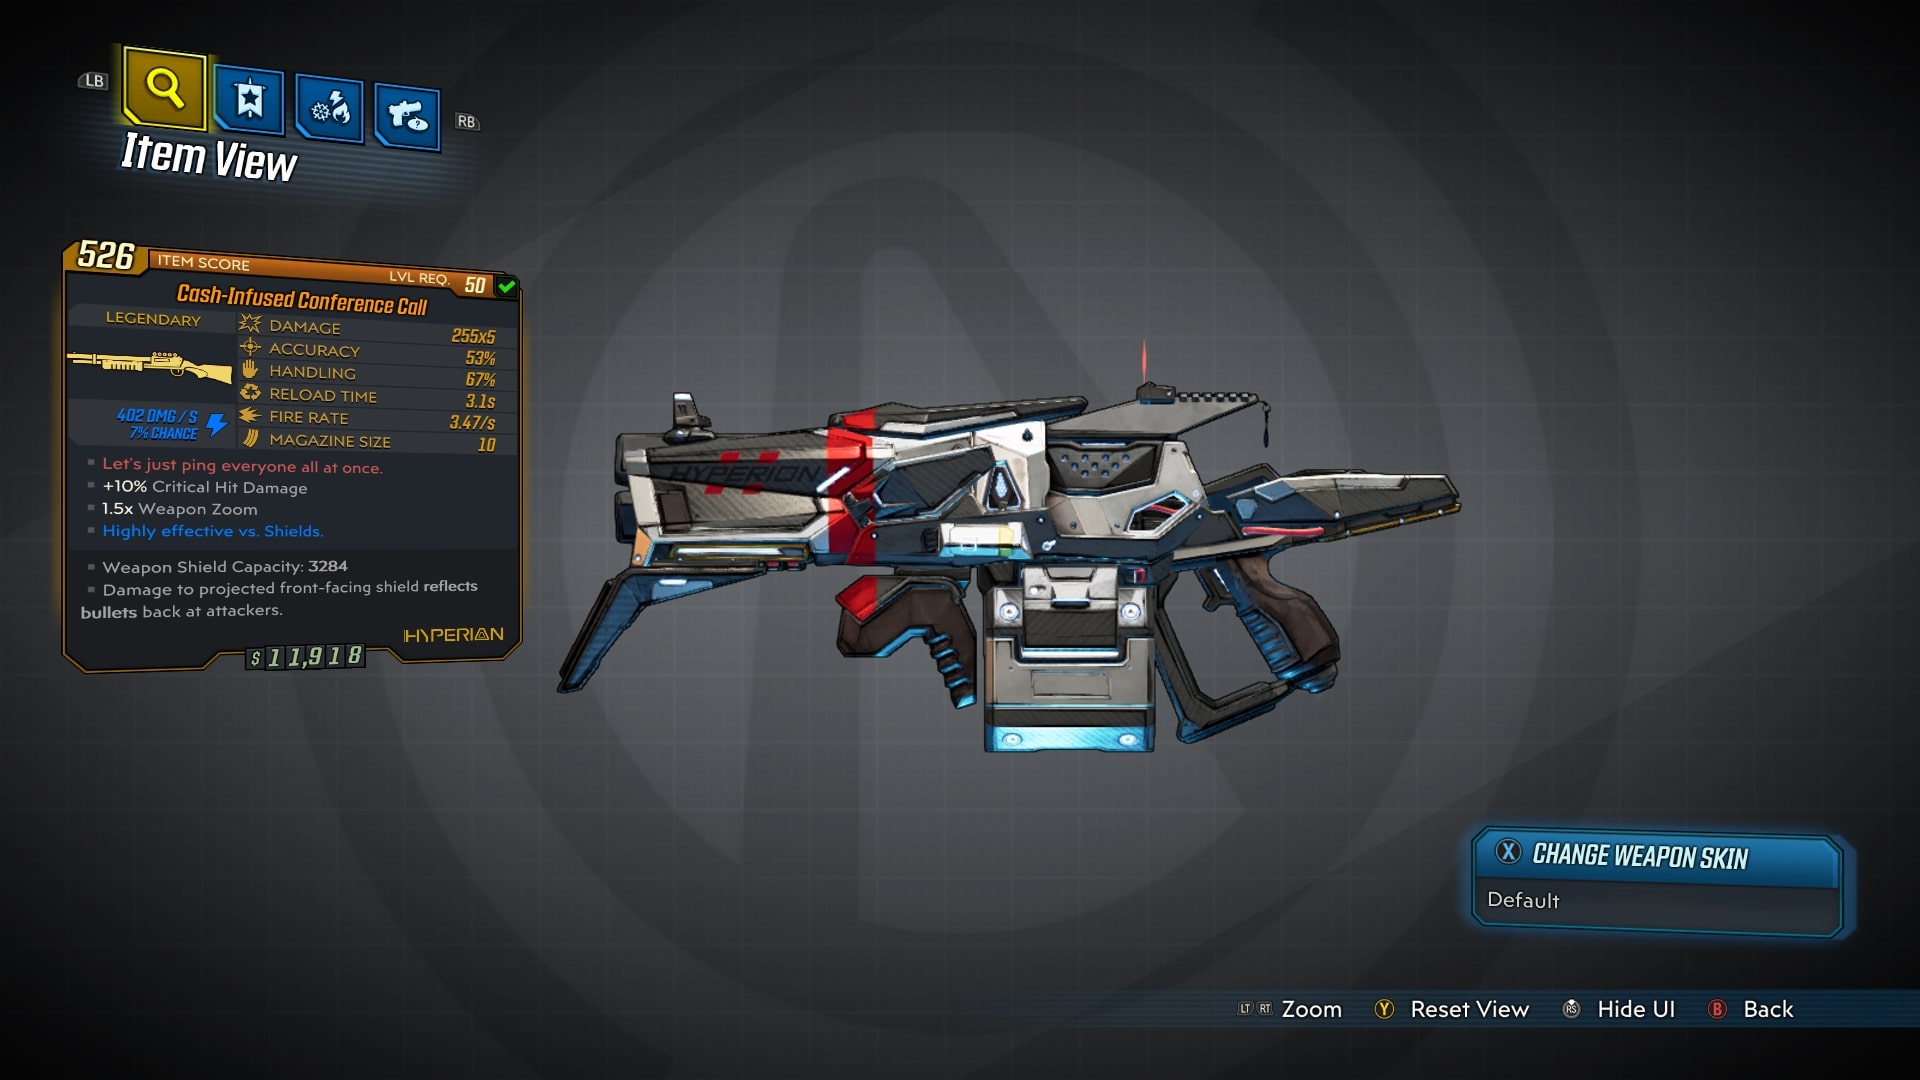 LB
RB
Item View
526 ITEM SCORE LVL REQ. 50
Cash-Infused Conference Call
LEGENDARY
DAMAGE 255x5
ACCURACY 53%
HANDLING 67%
RELOAD TIME 3.1s
402 DMG / S FIRE RATE 3.47/s
7% CHANCE MAGAZINE SIZE 10
Let's just ping everyone all at once.
+10% Critical Hit Damage
1.5x Weapon Zoom
Highly effective vs. Shields.
Weapon Shield Capacity: 3284
Damage to projected front-facing shield reflects
bullets back at attackers.
HYPERION
$11,918
HYPERION
X CHANGE WEAPON SKIN
Default
LT RT Zoom Y Reset View RS Hide UI B Back